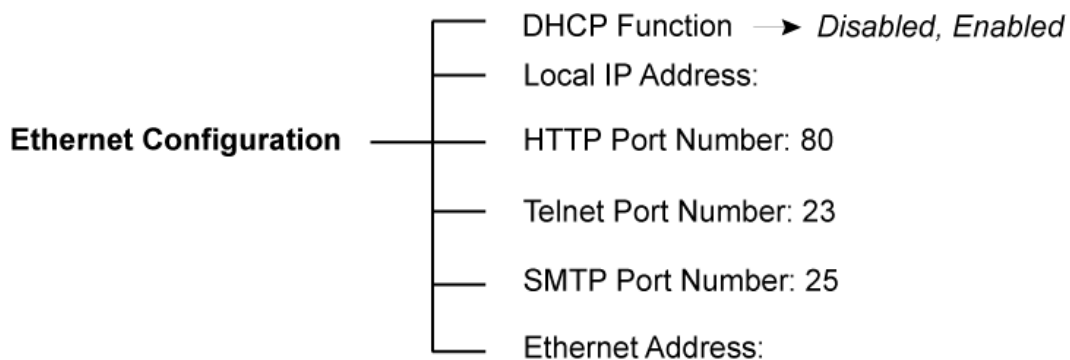 DHCP Function → Disabled, Enabled
Local IP Address:
Ethernet Configuration
HTTP Port Number: 80
Telnet Port Number: 23
SMTP Port Number: 25
Ethernet Address: